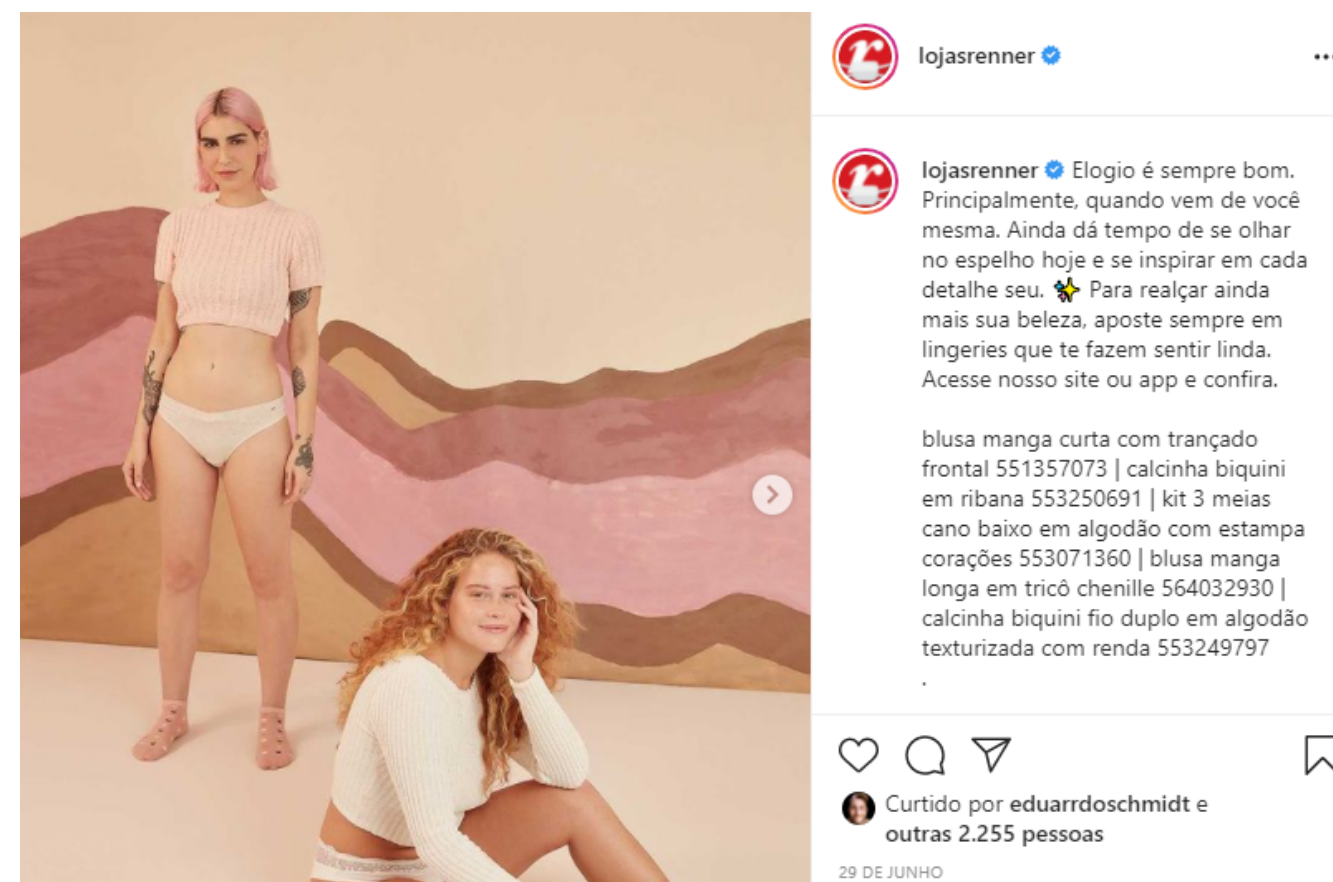 lojasrenner
lojasrenner Elogio é sempre bom.
Principalmente, quando vem de você
mesma. Ainda dá tempo de se olhar
no espelho hoje e se inspirar em cada
detalhe seu. ✨ Para realçar ainda
mais sua beleza, aposte sempre em
lingeries que te fazem sentir linda.
Acesse nosso site ou app e confira.
blusa manga curta com trançado
frontal 551357073 | calcinha biquini
em ribana 553250691 | kit 3 meias
cano baixo em algodão com estampa
corações 553071360 | blusa manga
longa em tricô chenille 564032930 |
calcinha biquini fio duplo em algodão
texturizada com renda 553249797
.
Curtido por eduarrdoschmidt e
outras 2.255 pessoas
29 DE JUNHO